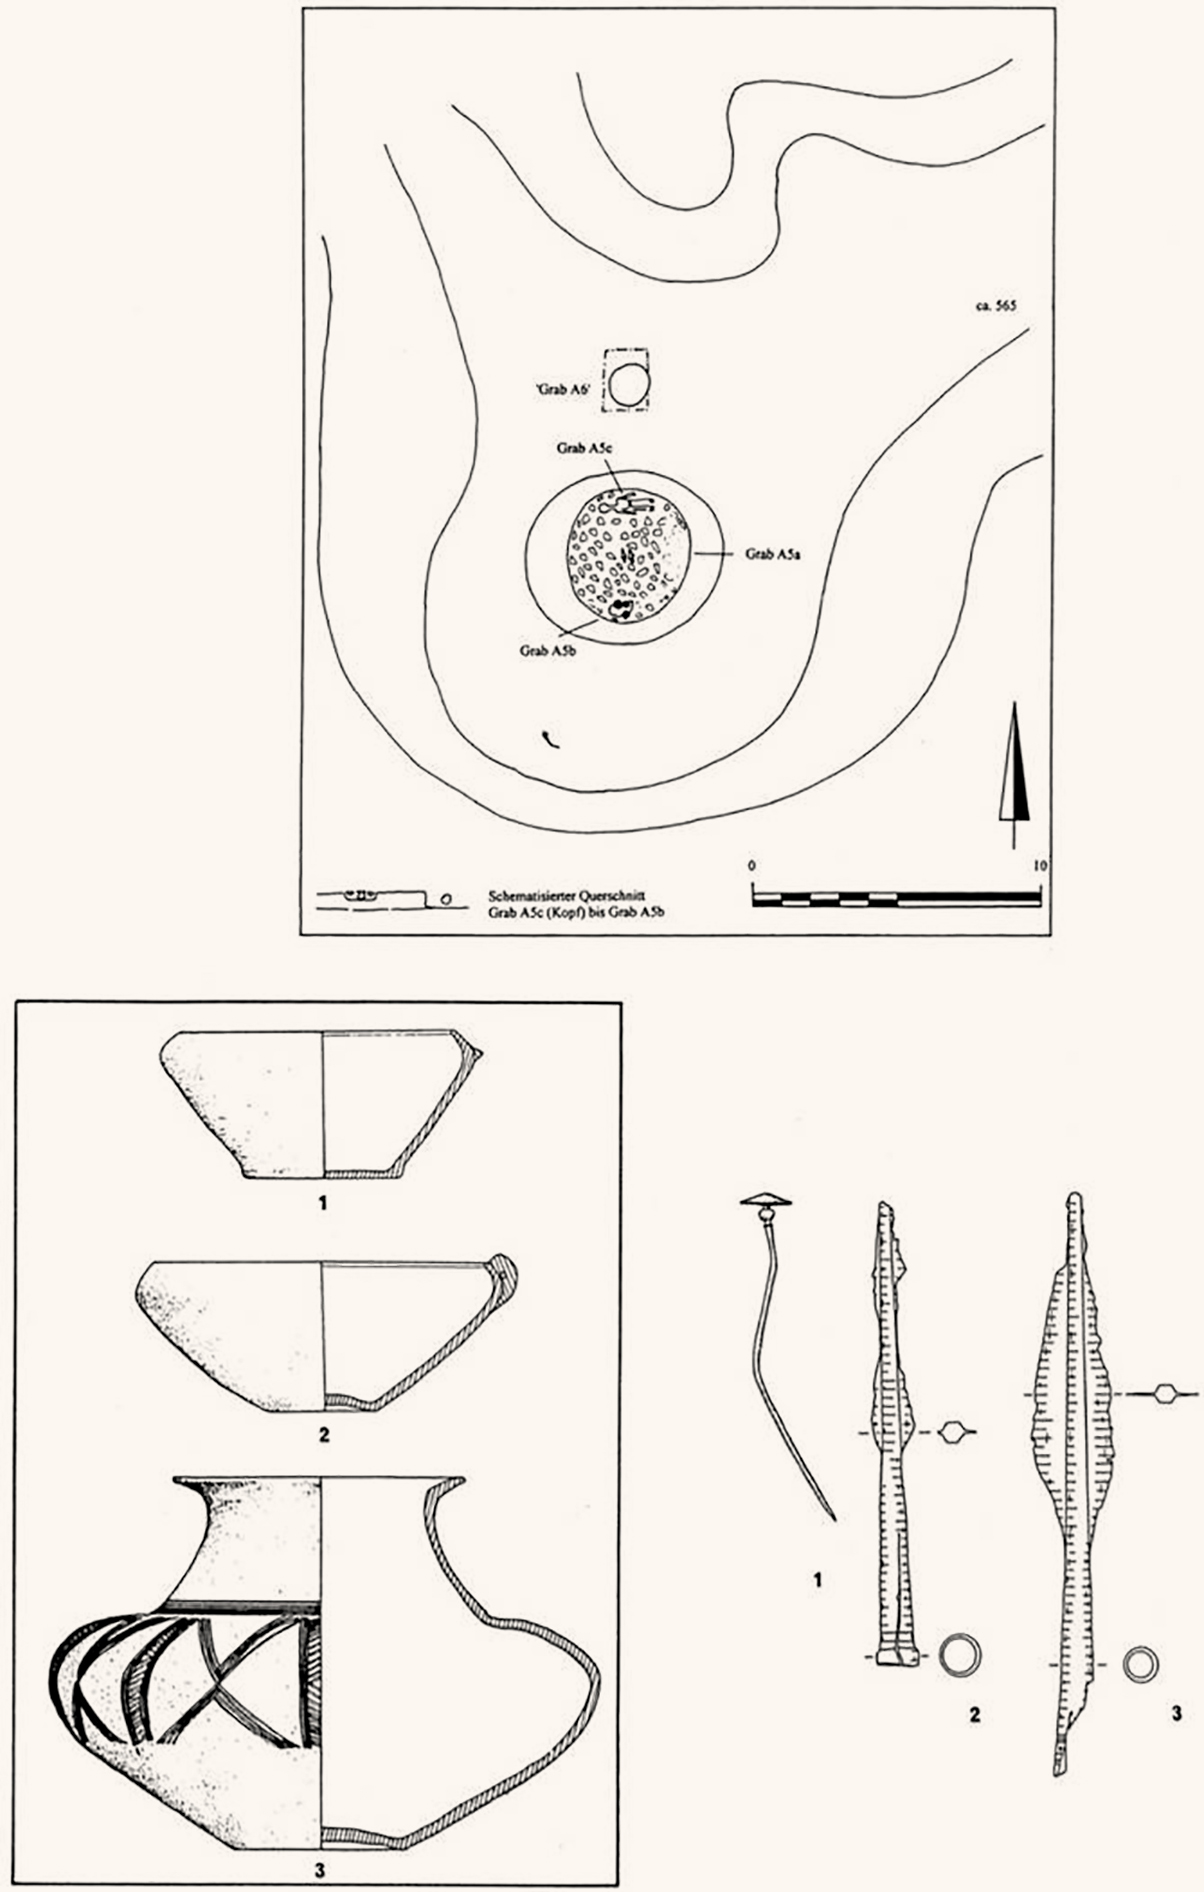 ca. 565
'Grab A6'
Grab A5c
Grab A5a
Grab A5b
0 10
Schematisierter Querschnitt
Grab A5c (Kopf) bis Grab A5b
1
2
3
1
2
3